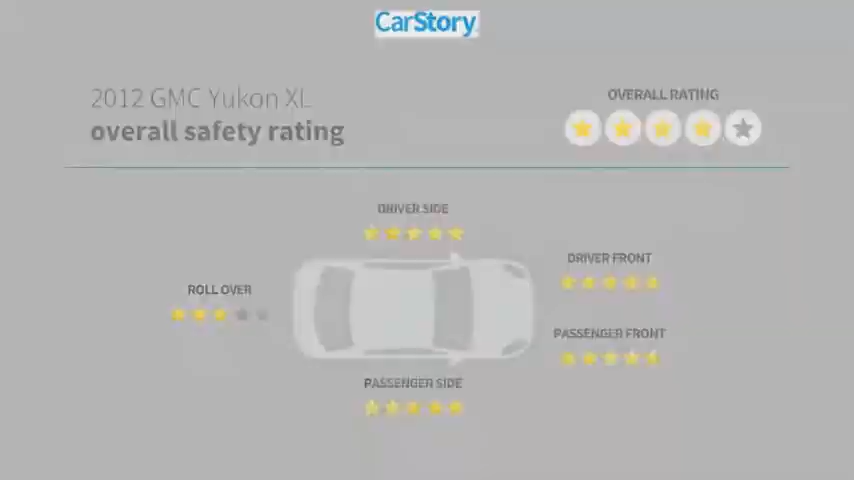 CarStory
2012 GMC Yukon XL
overall safety rating
OVERALL RATING
DRIVER SIDE
DRIVER FRONT
ROLL OVER
PASSENGER FRONT
PASSENGER SIDE